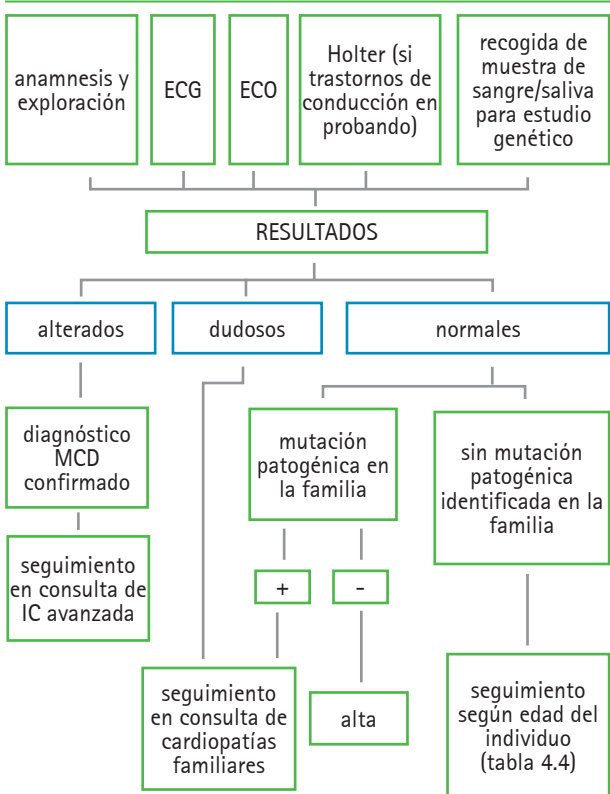 anamnesis y
exploración
ECG
ECO
Holter (si
trastornos de
conducción en
probando)
recogida de
muestra de
sangre/saliva
para estudio
genético
RESULTADOS
alterados
dudosos
normales
diagnóstico
MCD
confirmado
mutación
patogénica en
la familia
sin mutación
patogénica
identificada en la
familia
seguimiento
en consulta de
IC avanzada
+
-
seguimiento
en consulta de
cardiopatías
familiares
alta
seguimiento
según edad del
individuo
(tabla 4.4)